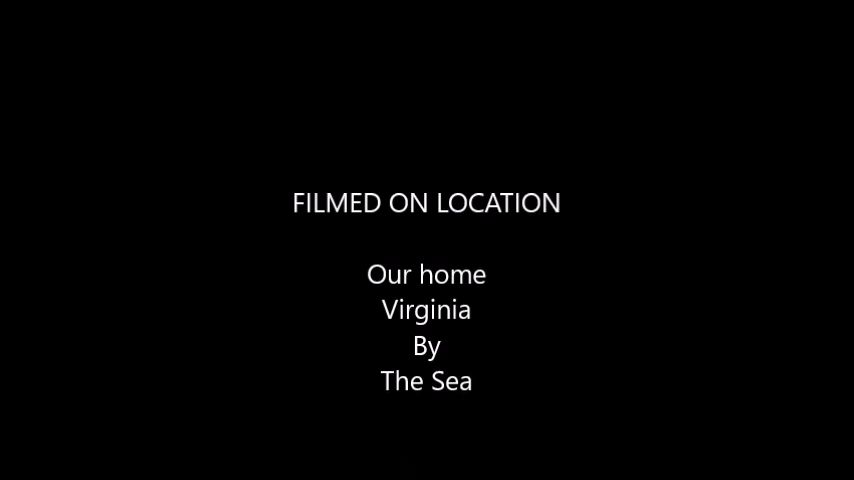 FILMED ON LOCATION
Our home
Virginia
By
The Sea